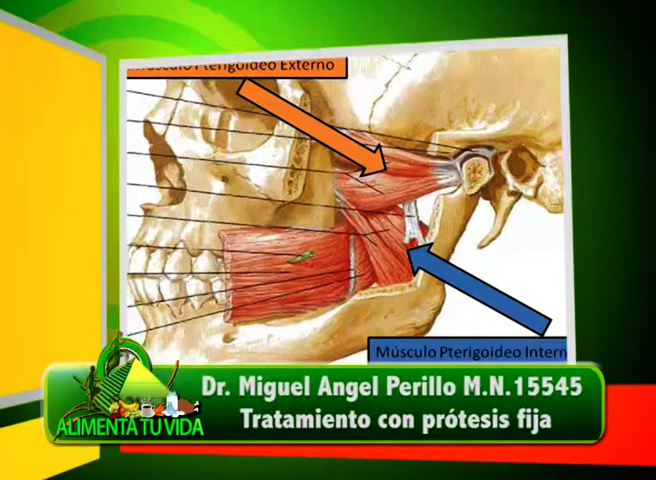 Músculo Pterigoideo Externo
Músculo Pterigoideo Intern
Dr. Miguel Angel Perillo M.N.15545
Tratamiento con prótesis fija
ALIMENTA TU VIDA